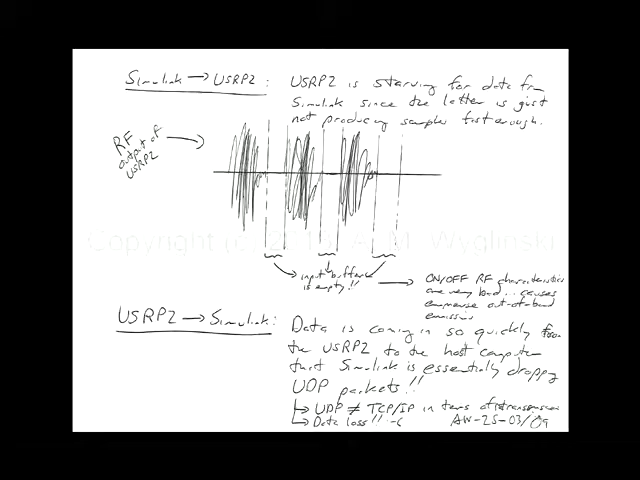 Simulink → USRP2 : USRP2 is starving for data from
Simulink since the latter is just
not producing samples fast enough.
RF
output of
USRP2
Copyright (c) 2015, A. M. Wyglinski
input buffer
is empty!!
ON/OFF RF characteristics
are very bad... causes
immense out-of-band
emission
USRP2 → Simulink : Data is coming in so quickly from
the USRP2 to the host computer
that Simulink is essentially dropping
UDP packets!!
↳ UDP ≠ TCP/IP in terms of retransmission
↳ Data loss!! :-(
AW-25-03/09